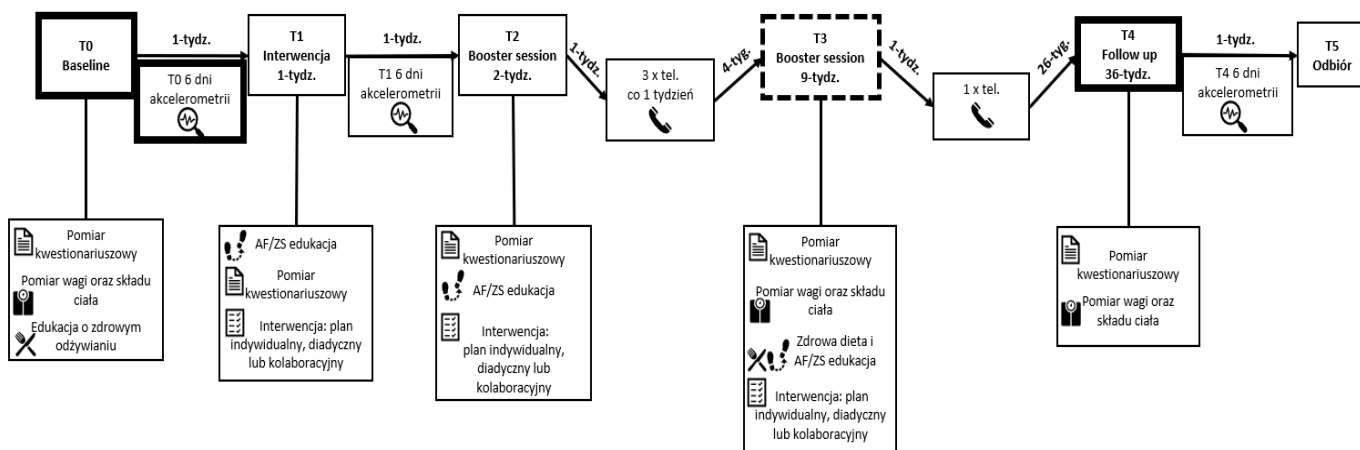 T0
Baseline
1-tydz.
T0 6 dni
akcelerometrii
T1
Interwencja
1-tydz.
1-tydz.
T1 6 dni
akcelerometrii
T2
Booster session
2-tydz.
1-tydz.
3 x tel.
co 1 tydzień
4-tyg.
T3
Booster session
9-tydz.
1-tydz.
1 x tel.
26-tyg.
T4
Follow up
36-tydz.
1-tydz.
T4 6 dni
akcelerometrii
T5
Odbiór
Pomiar
kwestionariuszowy
Pomiar wagi oraz składu
ciała
Edukacja o zdrowym
odżywianiu
AF/ZS edukacja
Pomiar
kwestionariuszowy
Interwencja: plan
indywidualny, diadyczny
lub kolaboracyjny
Pomiar
kwestionariuszowy
AF/ZS edukacja
Interwencja:
plan indywidualny,
diadyczny lub
kolaboracyjny
Pomiar
kwestionariuszowy
Pomiar wagi oraz składu
ciała
Zdrowa dieta i
AF/ZS edukacja
Interwencja: plan
indywidualny, diadyczny
lub kolaboracyjny
Pomiar
kwestionariuszowy
Pomiar wagi oraz
składu ciała